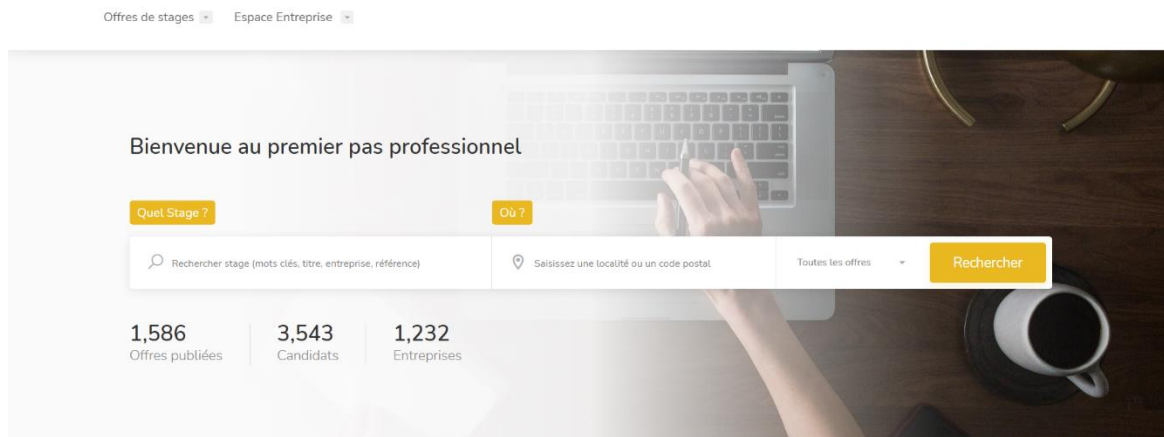 Offres de stages Espace Entreprise
Bienvenue au premier pas professionnel
Quel Stage ? Où ?
Rechercher stage (mots clés, titre, entreprise, référence) Saisissez une localité ou un code postal Toutes les offres Rechercher
1,586 3,543 1,232
Offres publiées Candidats Entreprises